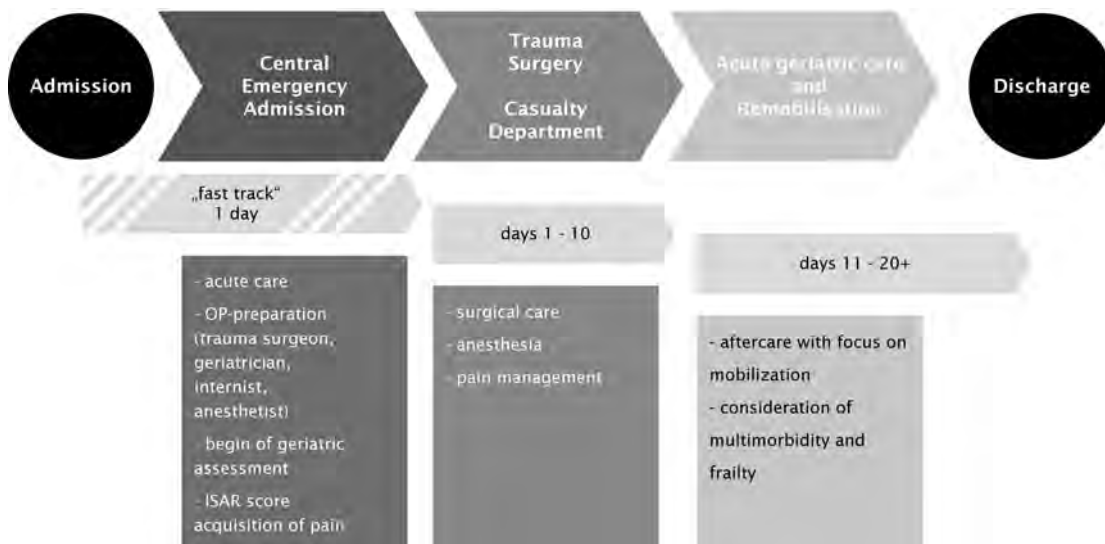 Admission
Central
Emergency
Admission
Trauma
Surgery
Casualty
Department
Acute geriatric care
and
Remobilisation
Discharge
„fast track“
1 day
days 1 - 10
days 11 - 20+
- acute care
- OP-preparation
(trauma surgeon,
geriatrician,
internist,
anesthetist)
- begin of geriatric
assessment
- ISAR score
acquisition of pain
- surgical care
- anesthesia
- pain management
- aftercare with focus on
mobilization
- consideration of
multimorbidity and
frailty